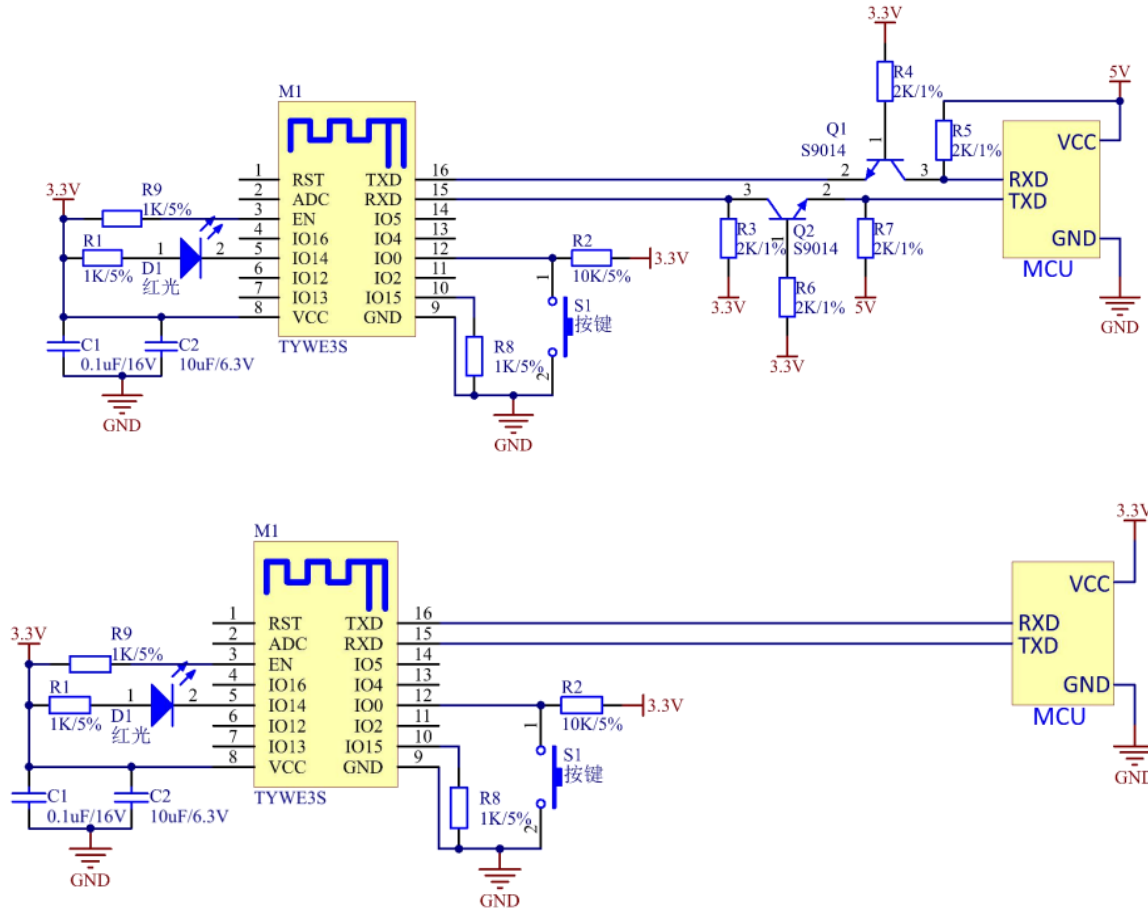 M1
1 RST TXD 16
2 ADC RXD 15
3 EN IO5 14
4 IO16 IO4 13
5 IO14 IO0 12
6 IO12 IO2 11
7 IO13 IO15 10
8 VCC GND 9
TYWE3S
3.3V
R9
1K/5%
R1
1K/5%
1
D1
红光
2
C1
0.1uF/16V
C2
10uF/6.3V
GND
R2
10K/5%
3.3V
1
S1
按键
2
R8
1K/5%
GND
3.3V
R4
2K/1%
Q1
S9014
1
2
3
R5
2K/1%
5V
3
2
1
Q2
S9014
R3
2K/1%
3.3V
R6
2K/1%
3.3V
R7
2K/1%
5V
VCC
RXD
TXD
GND
MCU
GND
M1
1 RST TXD 16
2 ADC RXD 15
3 EN IO5 14
4 IO16 IO4 13
5 IO14 IO0 12
6 IO12 IO2 11
7 IO13 IO15 10
8 VCC GND 9
TYWE3S
3.3V
R9
1K/5%
R1
1K/5%
1
D1
红光
2
C1
0.1uF/16V
C2
10uF/6.3V
GND
R2
10K/5%
3.3V
1
S1
按键
2
R8
1K/5%
GND
3.3V
VCC
RXD
TXD
GND
MCU
GND